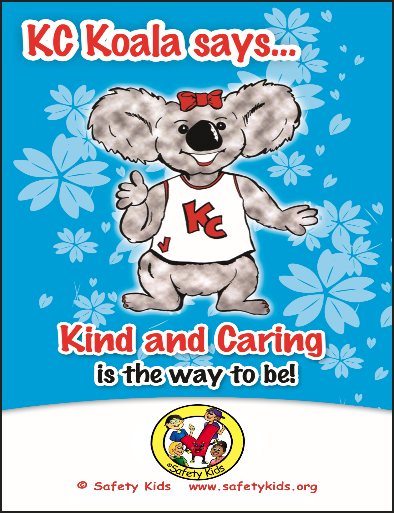 KC Koala says...
KC
Kind and Caring
is the way to be!
©Safety Kids
© Safety Kids www.safetykids.org